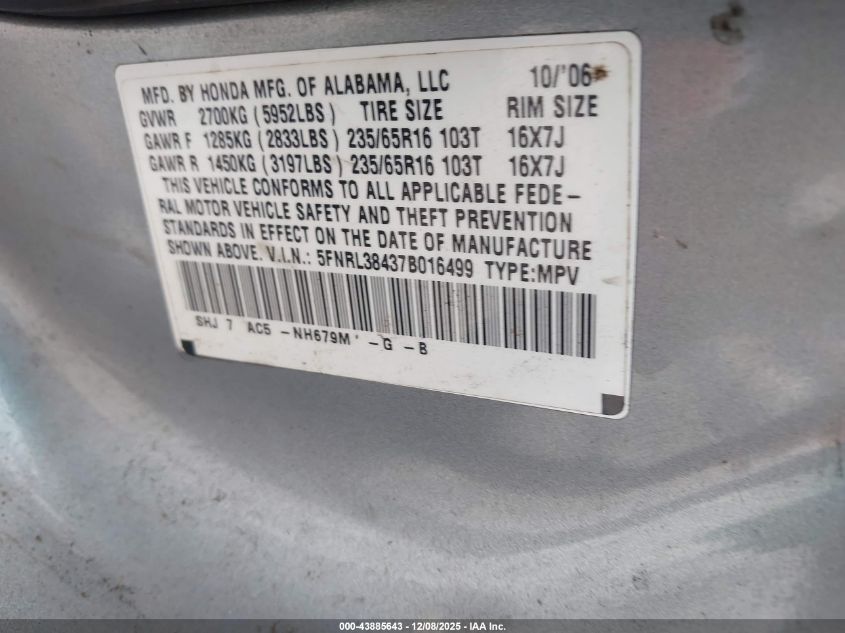 MFD. BY HONDA MFG. OF ALABAMA, LLC 10/'06
GVWR 2700KG (5952LBS) TIRE SIZE RIM SIZE
GAWR F 1285KG (2833LBS) 235/65R16 103T 16X7J
GAWR R 1450KG (3197LBS) 235/65R16 103T 16X7J
THIS VEHICLE CONFORMS TO ALL APPLICABLE FEDE-
RAL MOTOR VEHICLE SAFETY AND THEFT PREVENTION
STANDARDS IN EFFECT ON THE DATE OF MANUFACTURE
SHOWN ABOVE. V.I.N.: 5FNRL38437B016499 TYPE:MPV
SHJ 7 AC5 -NH679M' -G -B
000-43885643 / 12/08/2025 - IAA Inc.